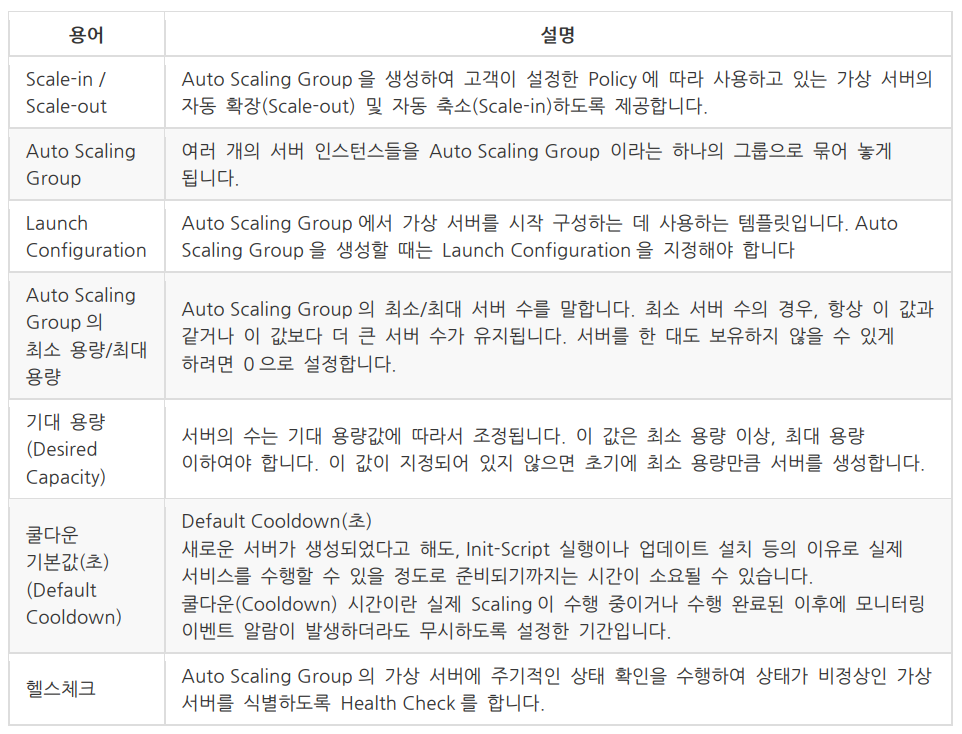 용어
설명
Scale-in /
Scale-out
Auto Scaling Group 을 생성하여 고객이 설정한 Policy 에 따라 사용하고 있는 가상 서버의
자동 확장(Scale-out) 및 자동 축소(Scale-in)하도록 제공합니다.
Auto Scaling
Group
여러 개의 서버 인스턴스들을 Auto Scaling Group 이라는 하나의 그룹으로 묶어 놓게
됩니다.
Launch
Configuration
Auto Scaling Group 에서 가상 서버를 시작 구성하는 데 사용하는 템플릿입니다. Auto
Scaling Group 을 생성할 때는 Launch Configuration 을 지정해야 합니다
Auto Scaling
Group 의
최소 용량/최대
용량
Auto Scaling Group 의 최소/최대 서버 수를 말합니다. 최소 서버 수의 경우, 항상 이 값과
같거나 이 값보다 더 큰 서버 수가 유지됩니다. 서버를 한 대도 보유하지 않을 수 있게
하려면 0 으로 설정합니다.
기대 용량
(Desired
Capacity)
서버의 수는 기대 용량값에 따라서 조정됩니다. 이 값은 최소 용량 이상, 최대 용량
이하여야 합니다. 이 값이 지정되어 있지 않으면 초기에 최소 용량만큼 서버를 생성합니다.
쿨다운
기본값(초)
(Default
Cooldown)
Default Cooldown(초)
새로운 서버가 생성되었다고 해도, Init-Script 실행이나 업데이트 설치 등의 이유로 실제
서비스를 수행할 수 있을 정도로 준비되기까지는 시간이 소요될 수 있습니다.
쿨다운(Cooldown) 시간이란 실제 Scaling 이 수행 중이거나 수행 완료된 이후에 모니터링
이벤트 알람이 발생하더라도 무시하도록 설정한 기간입니다.
헬스체크
Auto Scaling Group 의 가상 서버에 주기적인 상태 확인을 수행하여 상태가 비정상인 가상
서버를 식별하도록 Health Check 를 합니다.